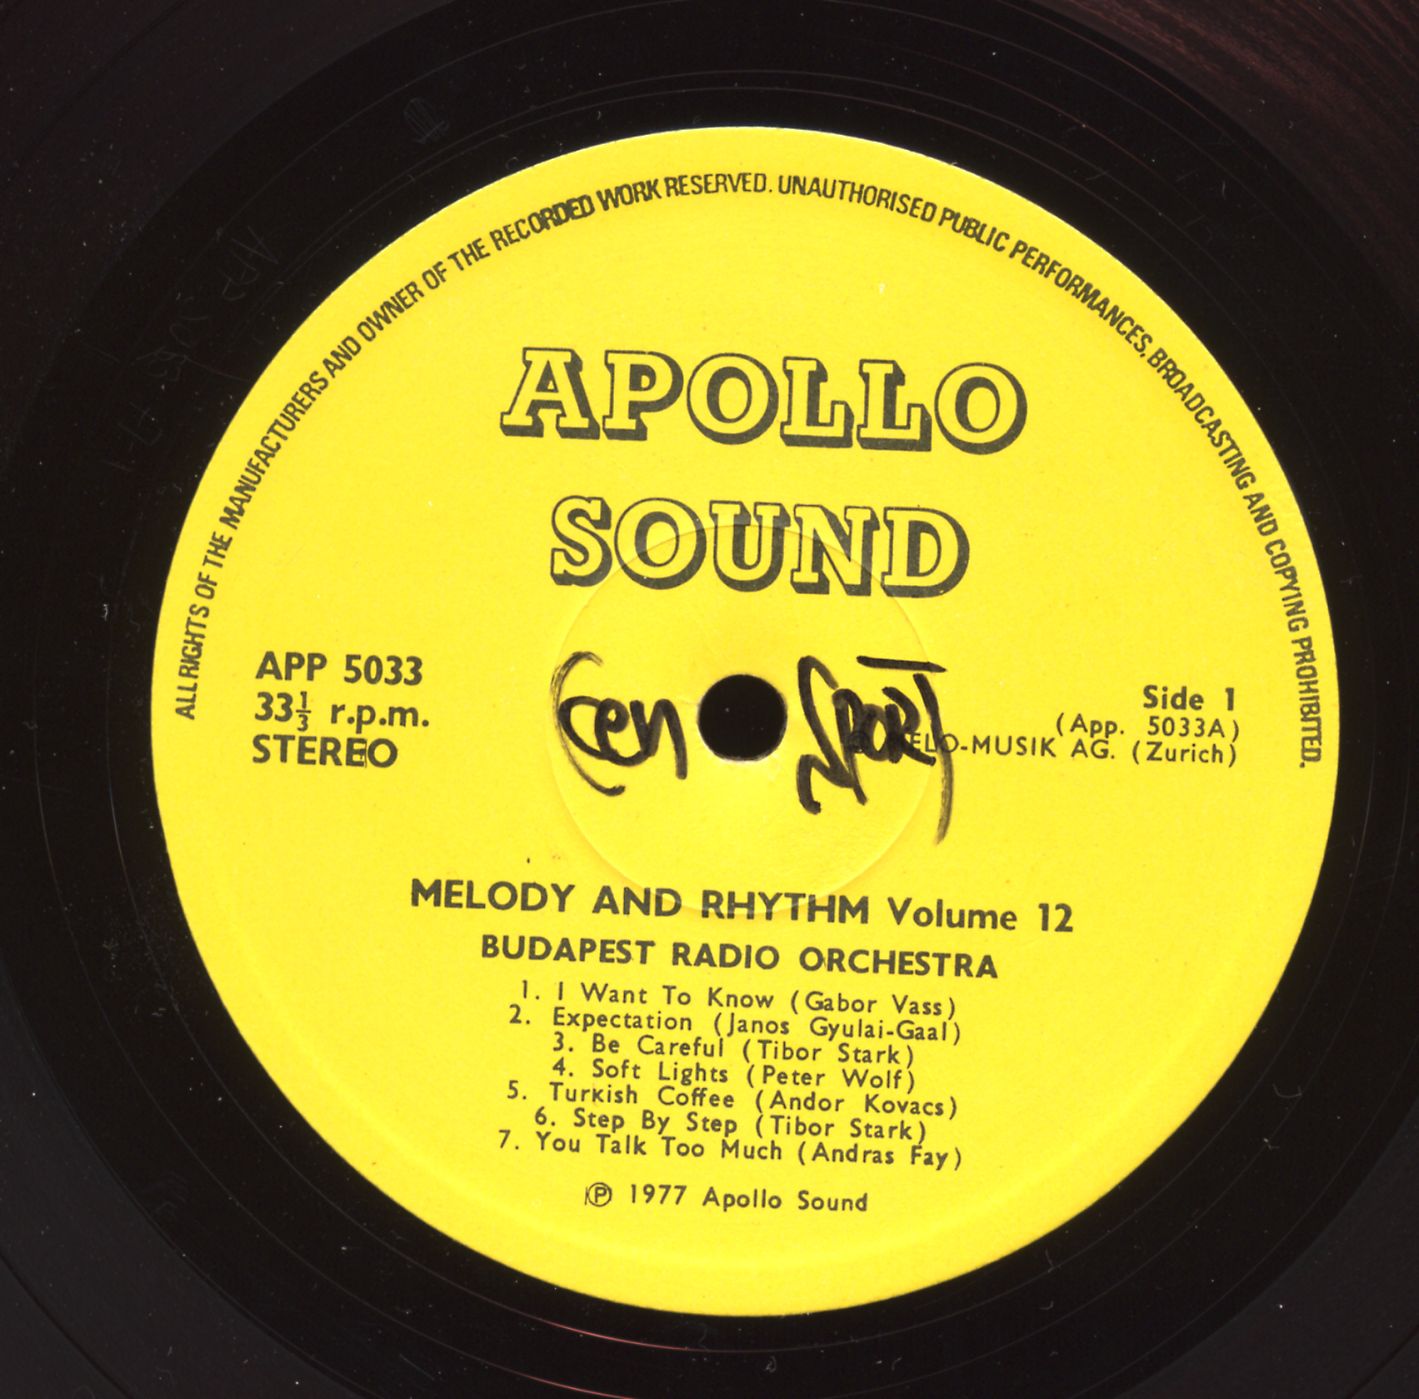 ALL RIGHTS OF THE MANUFACTURERS AND OWNER OF THE RECORDED WORK RESERVED. UNAUTHORISED PUBLIC PERFORMANCES, BROADCASTING AND COPYING PROHIBITED.
APOLLO
SOUND
APP 5033
33⅓ r.p.m.
STEREO
Side 1
(App. 5033A)
-MUSIK AG. (Zurich)
SPORT
MELODY AND RHYTHM Volume 12
BUDAPEST RADIO ORCHESTRA
1. I Want To Know (Gabor Vass)
2. Expectation (Janos Gyulai-Gaal)
3. Be Careful (Tibor Stark)
4. Soft Lights (Peter Wolf)
5. Turkish Coffee (Andor Kovacs)
6. Step By Step (Tibor Stark)
7. You Talk Too Much (Andras Fay)
℗ 1977 Apollo Sound